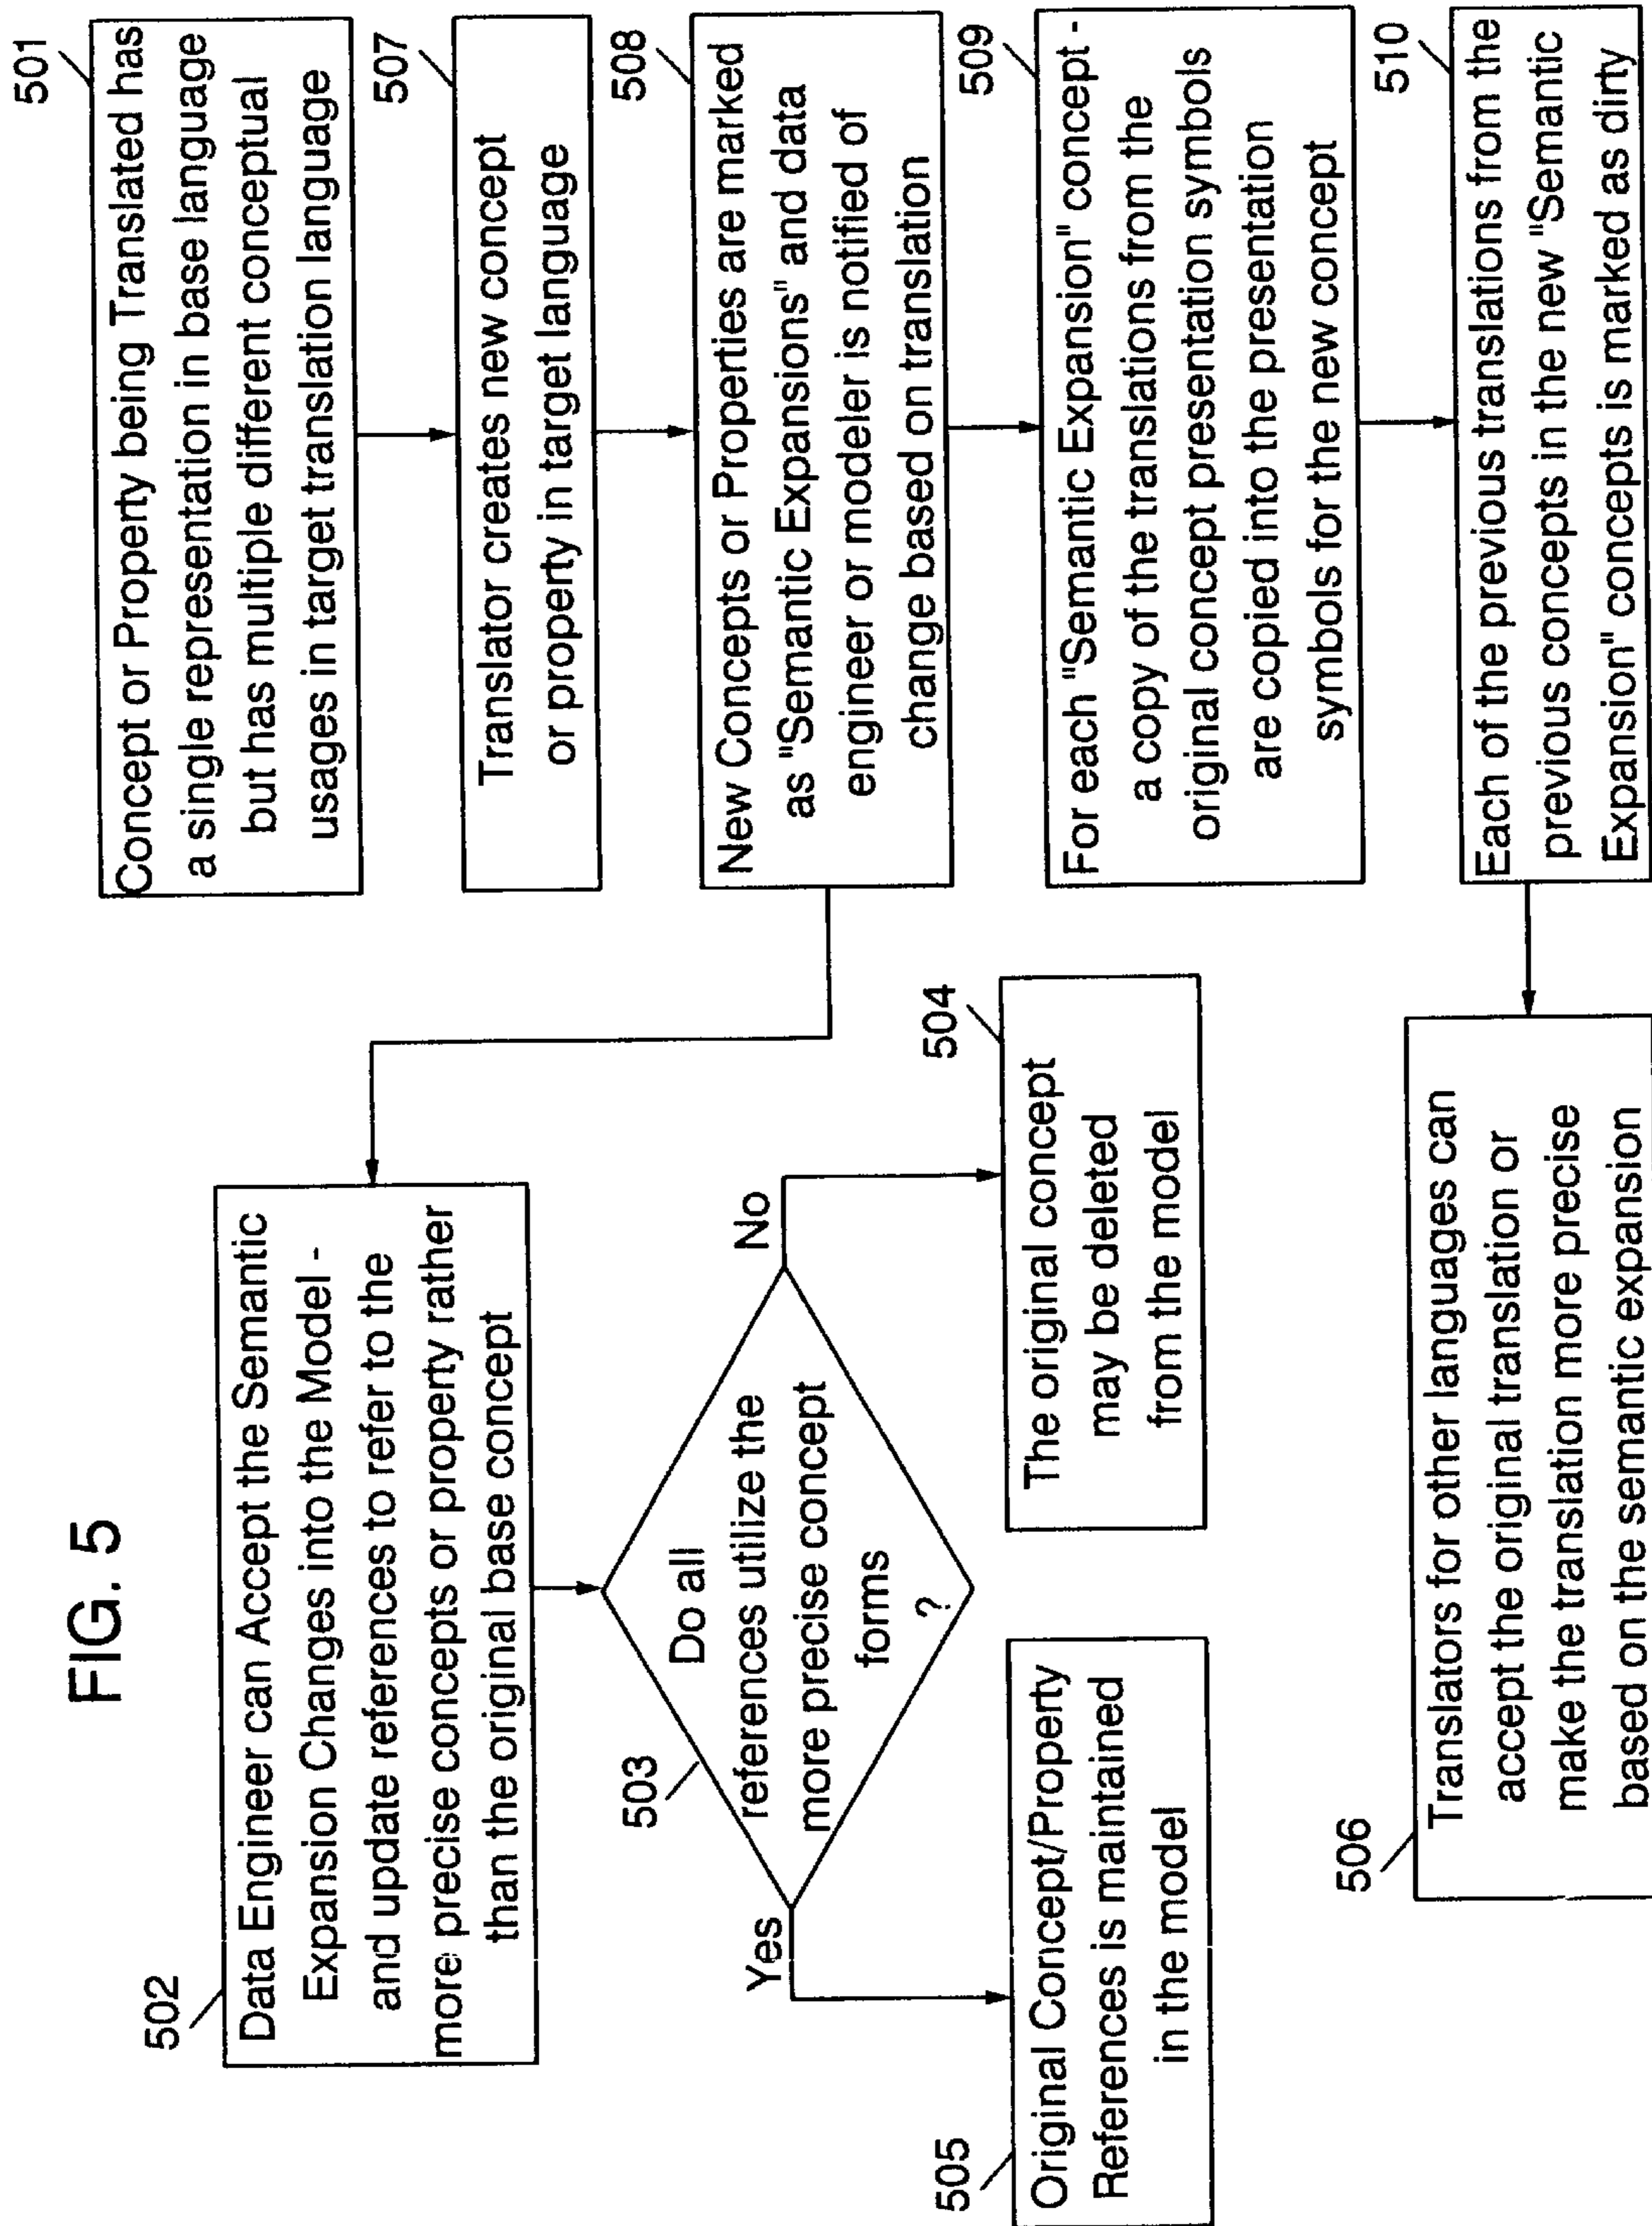 FIG. 5
501
Concept or Property being Translated has
a single representation in base language
but has multiple different conceptual
usages in target translation language
507
Translator creates new concept
or property in target language
508
New Concepts or Properties are marked
as "Semantic Expansions" and data
engineer or modeler is notified of
change based on translation
509
For each "Semantic Expansion" concept -
a copy of the translations from the
original concept presentation symbols
are copied into the presentation
symbols for the new concept
510
Each of the previous translations from the
previous concepts in the new "Semantic
Expansion" concepts is marked as dirty
502
Data Engineer can Accept the Semantic
Expansion Changes into the Model -
and update references to refer to the
more precise concepts or property rather
than the original base concept
503
Do all
references utilize the
more precise concept
forms
?
Yes
No
504
The original concept
may be deleted
from the model
505
Original Concept/Property
References is maintained
in the model
506
Translators for other languages can
accept the original translation or
make the translation more precise
based on the semantic expansion